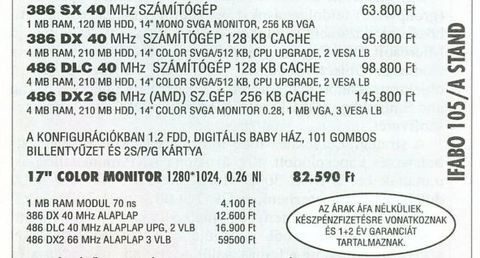 386 SX 40 MHz SZÁMÍTÓGÉP 63.800 Ft
1 MB RAM, 120 MB HDD, 14" MONO SVGA MONITOR, 256 KB VGA
386 DX 40 MHz SZÁMÍTÓGÉP 128 KB CACHE 95.800 Ft
4 MB RAM, 210 MB HDD, 14" COLOR SVGA/512 KB, CPU UPGRADE, 2 VESA LB
486 DLC 40 MHz SZÁMÍTÓGÉP 128 KB CACHE 98.800 Ft
4 MB RAM, 210 MB HDD, 14" COLOR SVGA/512 KB, CPU UPGRADE, 2 VESA LB
486 DX2 66 MHz (AMD) SZ.GÉP 256 KB CACHE 145.800 Ft
4 MB RAM, 210 MB HDD, 14" COLOR SVGA MONITOR 0.28, 1 MB VGA, 3 VESA LB
A KONFIGURÁCIÓKBAN 1.2 FDD, DIGITÁLIS BABY HÁZ, 101 GOMBOS
BILLENTYŰZET ÉS 2S/P/G KÁRTYA
17" COLOR MONITOR 1280*1024, 0.26 NI 82.590 Ft
1 MB RAM MODUL 70 ns 4.100 Ft
386 DX 40 MHz ALAPLAP 12.600 Ft
486 DLC 40 MHz ALAPLAP UPG, 2 VLB 16.900 Ft
486 DX2 66 MHz ALAPLAP 3 VLB 59500 Ft
AZ ÁRAK ÁFA NÉLKÜLIEK,
KÉSZPÉNZFIZETÉSRE VONATKOZNAK
ÉS 1+2 ÉV GARANCIÁT
TARTALMAZNAK.
IFABO 105/A STAND